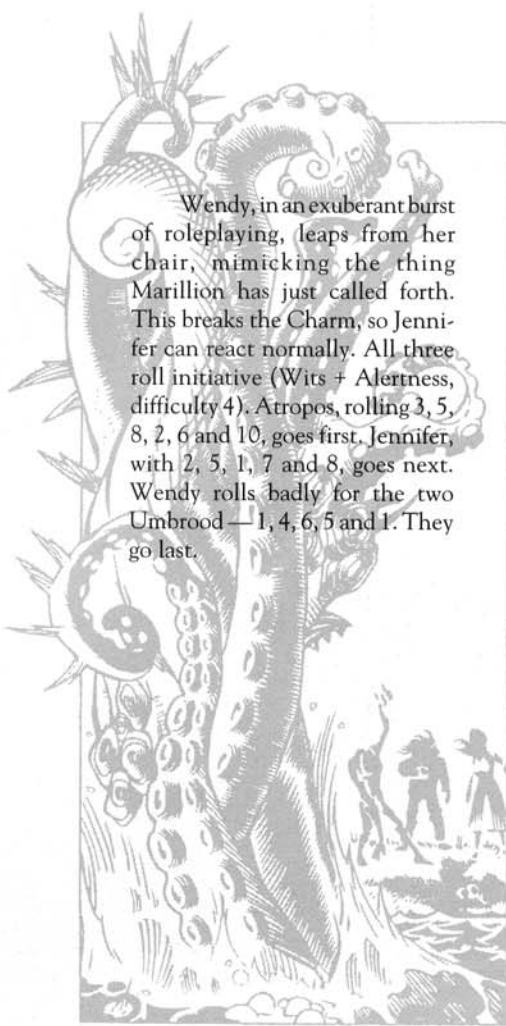 Wendy, in an exuberant burst
of roleplaying, leaps from her
chair, mimicking the thing
Marillion has just called forth.
This breaks the Charm, so Jenni-
fer can react normally. All three
roll initiative (Wits + Alertness,
difficulty 4). Atropos, rolling 3, 5,
8, 2, 6 and 10, goes first. Jennifer,
with 2, 5, 1, 7 and 8, goes next.
Wendy rolls badly for the two
Umbrood — 1, 4, 6, 5 and 1. They
go last.